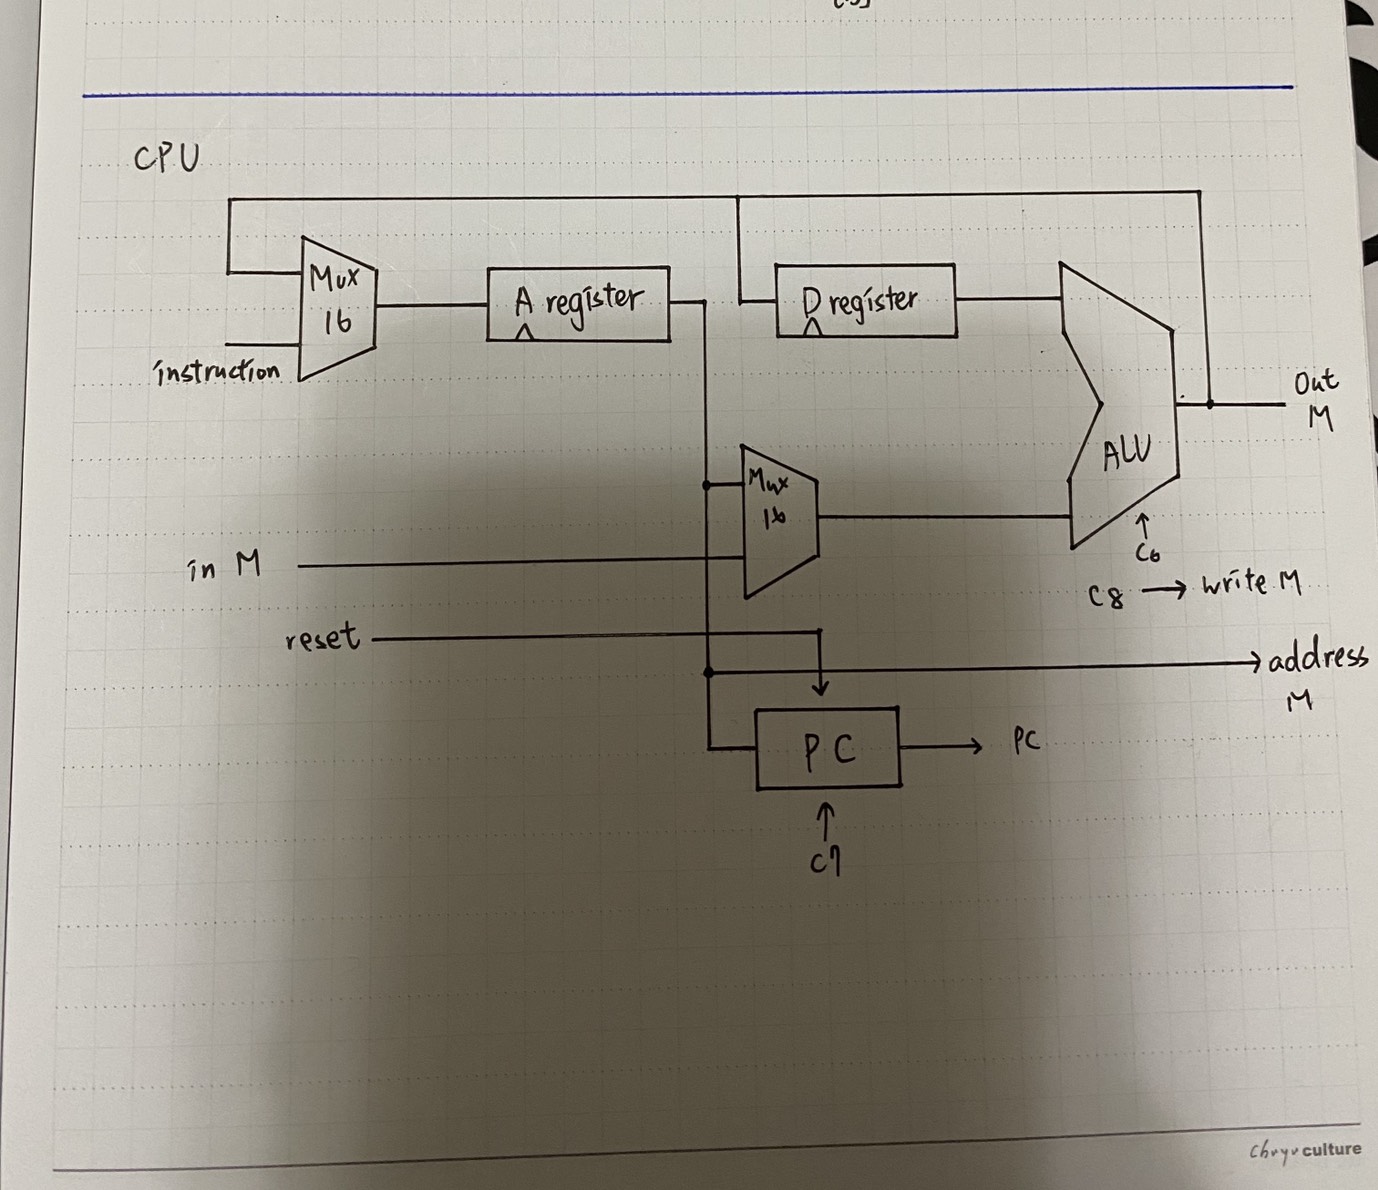 CPU
Mux
16
instruction
A register
D register
ALU
Out
M
Mux
16
in M
C6
C8 → write M
reset
address
M
PC
PC
C7
culture